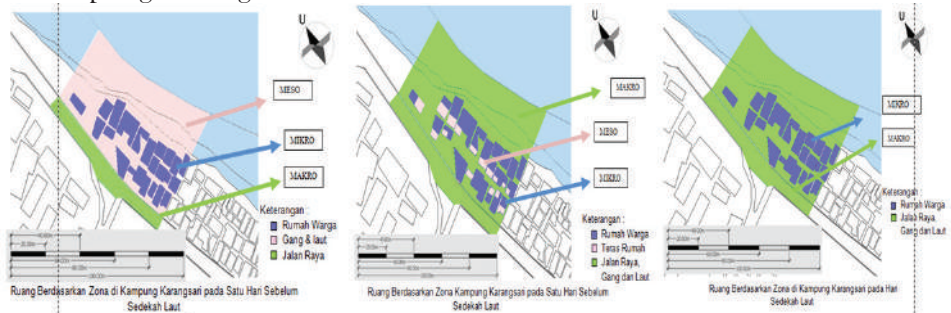 U
MESO
MIKRO
MAKRO
Keterangan :
Rumah Warga
Gang & laut
Jalan Raya
Ruang Berdasarkan Zona di Kampung Karangsari pada Satu Hari Sebelum
Sedekah Laut
U
MAKRO
MESO
MIKRO
Keterangan :
Rumah Warga
Teras Rumah
Jalan Raya,
Gang dan Laut
Ruang Berdasarkan Zona Kampung Karangsari pada Satu Hari Sebelum
Sedekah Laut
U
MIKRO
MAKRO
Keterangan :
Rumah Warga
Jalah Raya,
Gang dan Laut
Ruang Berdasarkan Zona di Kampung Karangsari pada Hari
Sedekah Laut